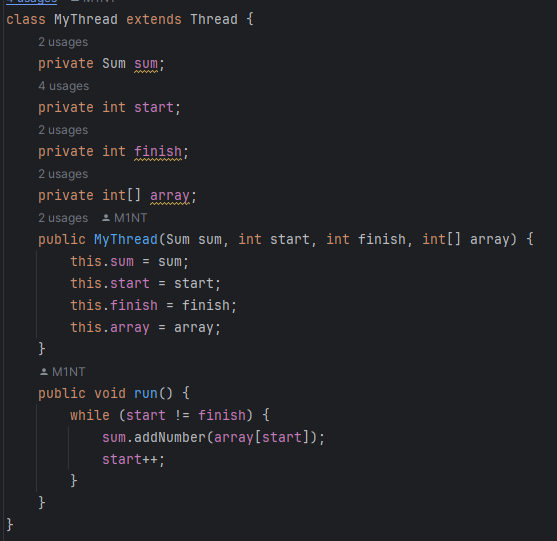 4 usages M1NT
class MyThread extends Thread {
2 usages
private Sum sum;
4 usages
private int start;
2 usages
private int finish;
2 usages
private int[] array;
2 usages M1NT
public MyThread(Sum sum, int start, int finish, int[] array) {
this.sum = sum;
this.start = start;
this.finish = finish;
this.array = array;
}
M1NT
public void run() {
while (start != finish) {
sum.addNumber(array[start]);
start++;
}
}
}